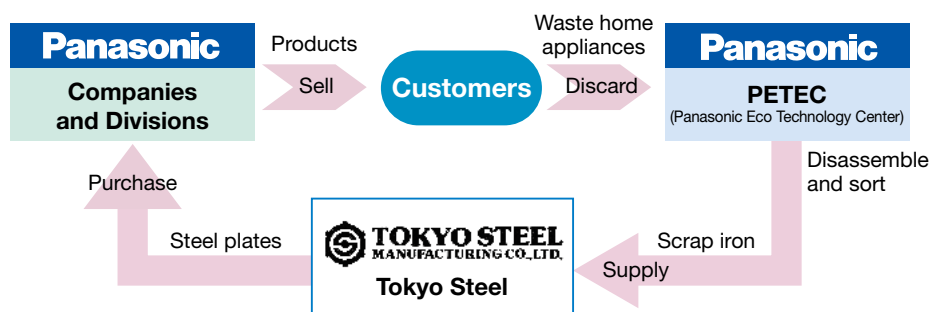 Panasonic
Companies
and Divisions
Products
Sell
Customers
Waste home
appliances
Discard
Panasonic
PETEC
(Panasonic Eco Technology Center)
Disassemble
and sort
Scrap iron
Supply
TOKYO STEEL
MANUFACTURING CO., LTD.
Tokyo Steel
Steel plates
Purchase